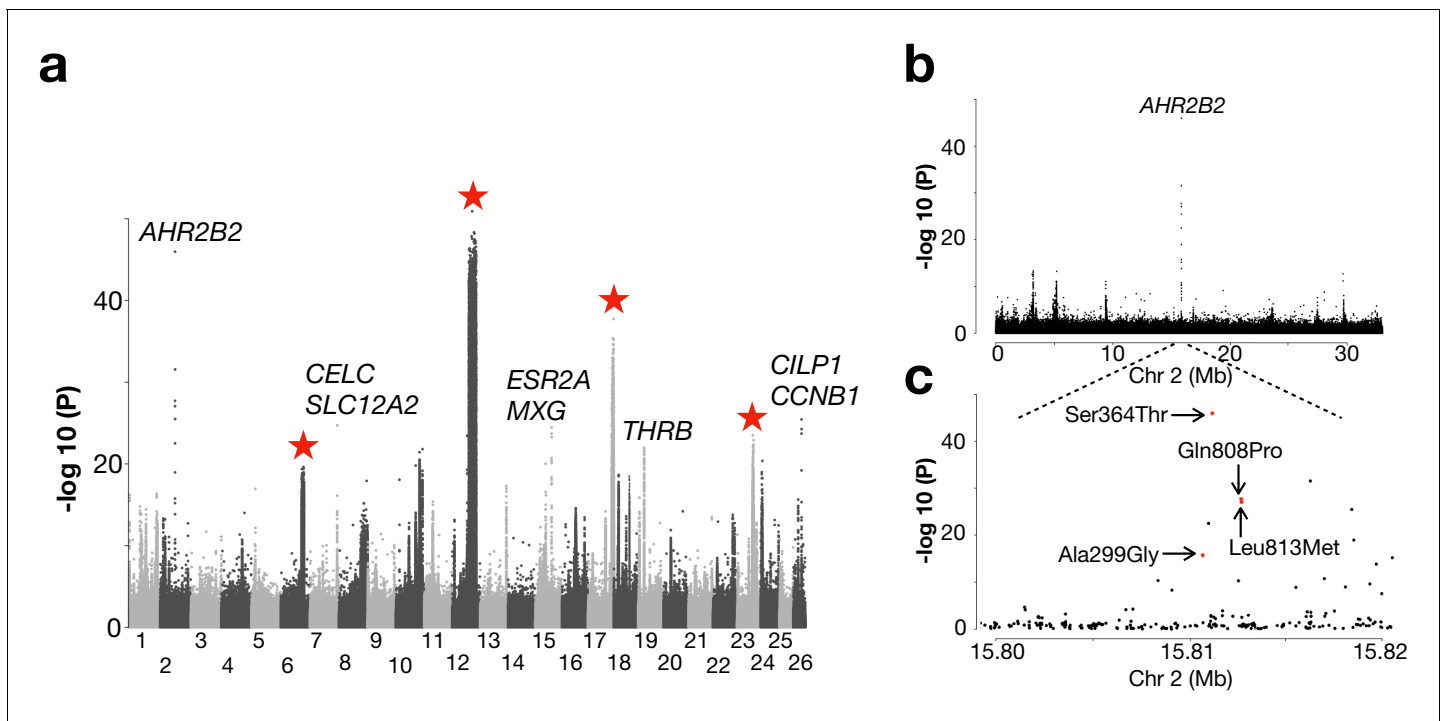 a
AHR2B2
CELC
SLC12A2
ESR2A
MXG
THRB
CILP1
CCNB1
-log 10 (P)
40
20
0
1 3 5 7 9 11 13 15 17 19 21 23 25
2 4 6 8 10 12 14 16 18 20 22 24 26
b
AHR2B2
-log 10 (P)
40
20
0
0 10 20 30
Chr 2 (Mb)
c
Ser364Thr
Gln808Pro
Ala299Gly
Leu813Met
-log 10 (P)
40
20
0
15.80 15.81 15.82
Chr 2 (Mb)